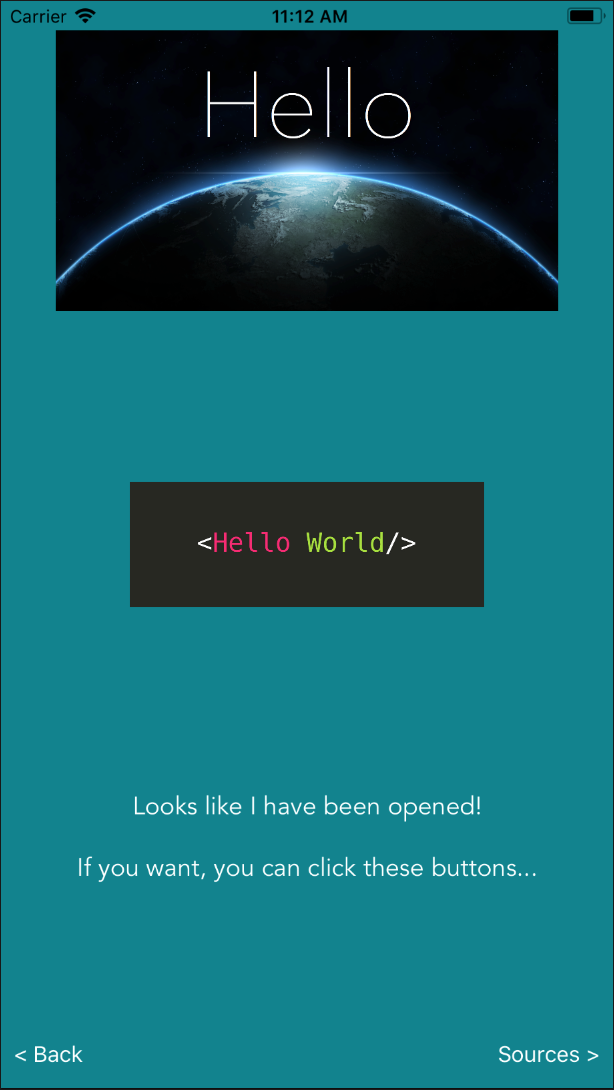 Carrier 11:12 AM
Hello
<Hello World/>
Looks like I have been opened!
If you want, you can click these buttons...
< Back Sources >